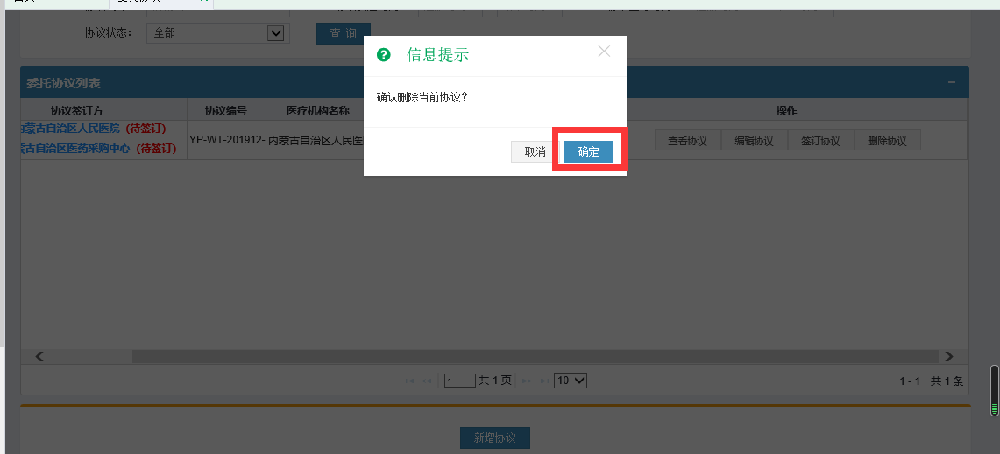 协议状态：
全部
查 询
信息提示
确认删除当前协议？
取消
确定
委托协议列表
协议签订方
协议编号
医疗机构名称
操作
蒙古自治区人民医院 (待签订)
古自治区医药采购中心 (待签订)
YP-WT-201912-
内蒙古自治区人民医
查看协议
编辑协议
签订协议
删除协议
1
共 1 页
10
1 - 1 共 1 条
新增协议